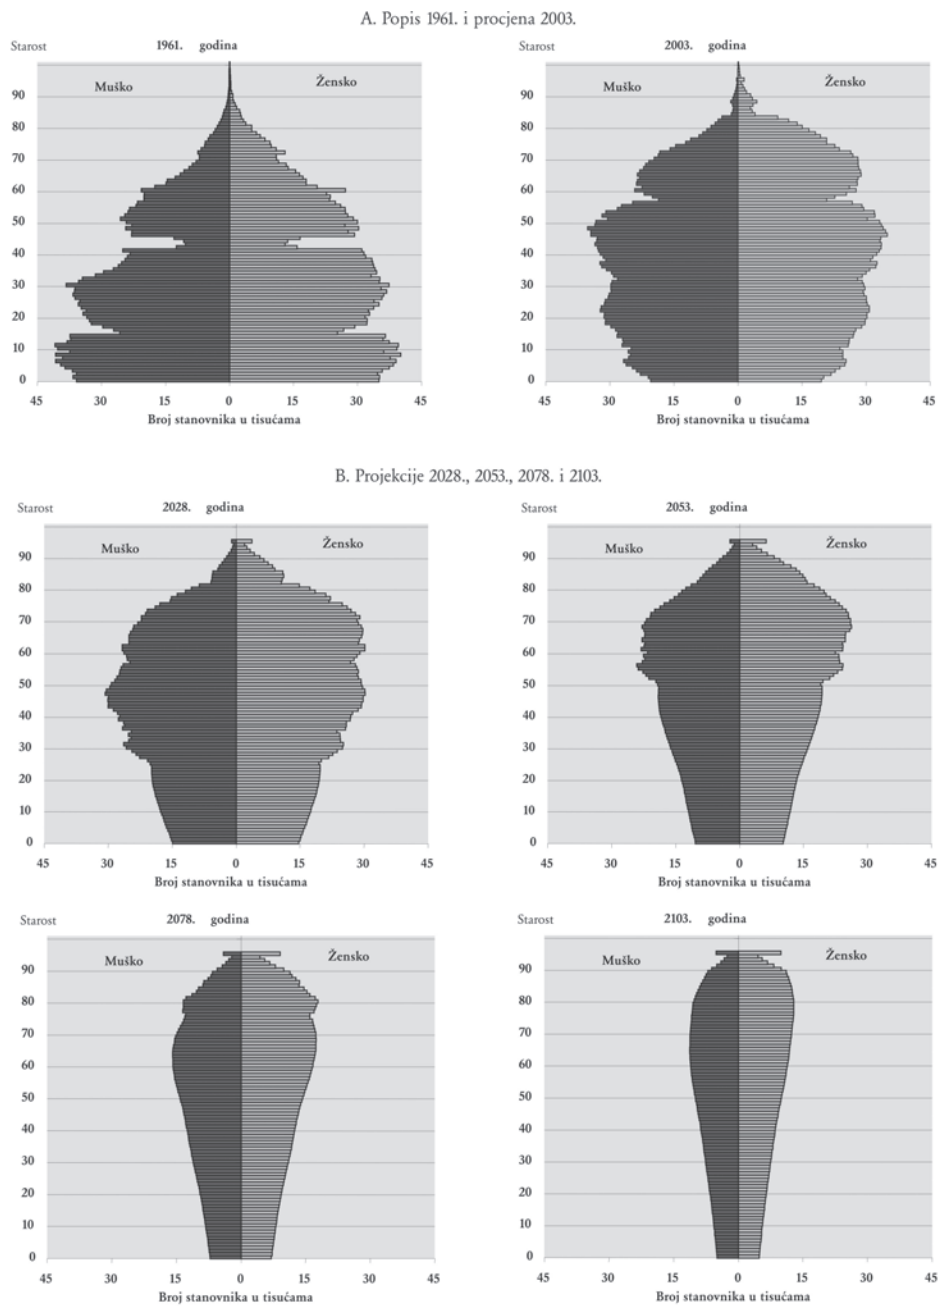 A. Popis 1961. i procjena 2003.
Starost 1961. godina
Muško Žensko
90
80
70
60
50
40
30
20
10
0
45 30 15 0 15 30 45
Broj stanovnika u tisućama
Starost 2003. godina
Muško Žensko
90
80
70
60
50
40
30
20
10
0
45 30 15 0 15 30 45
Broj stanovnika u tisućama
B. Projekcije 2028., 2053., 2078. i 2103.
Starost 2028. godina
Muško Žensko
90
80
70
60
50
40
30
20
10
0
45 30 15 0 15 30 45
Broj stanovnika u tisućama
Starost 2053. godina
Muško Žensko
90
80
70
60
50
40
30
20
10
0
45 30 15 0 15 30 45
Broj stanovnika u tisućama
Starost 2078. godina
Muško Žensko
90
80
70
60
50
40
30
20
10
0
45 30 15 0 15 30 45
Broj stanovnika u tisućama
Starost 2103. godina
Muško Žensko
90
80
70
60
50
40
30
20
10
0
45 30 15 0 15 30 45
Broj stanovnika u tisućama